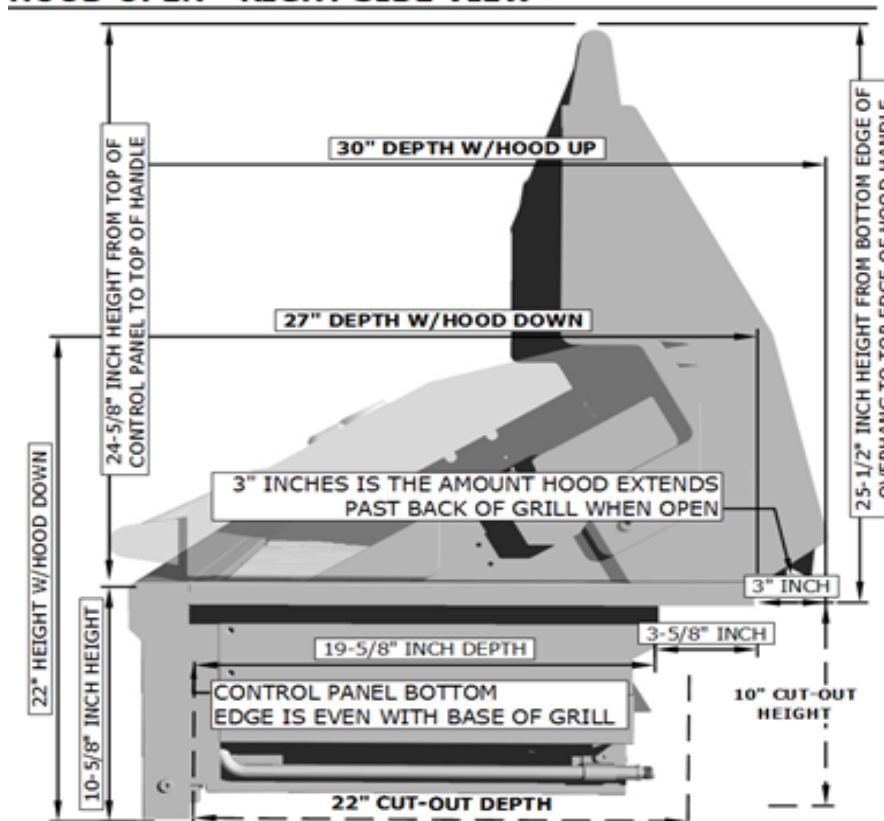 HOOD OPEN - RIGHT SIDE VIEW
24-5/8" INCH HEIGHT FROM TOP OF
CONTROL PANEL TO TOP OF HANDLE
30" DEPTH W/HOOD UP
25-1/2" INCH HEIGHT FROM BOTTOM EDGE OF
OVERHANG TO TOP EDGE OF HOOD HANDLE
27" DEPTH W/HOOD DOWN
22" HEIGHT W/HOOD DOWN
3" INCHES IS THE AMOUNT HOOD EXTENDS
PAST BACK OF GRILL WHEN OPEN
3" INCH
10-5/8" INCH HEIGHT
19-5/8" INCH DEPTH
3-5/8" INCH
CONTROL PANEL BOTTOM
EDGE IS EVEN WITH BASE OF GRILL
10" CUT-OUT
HEIGHT
22" CUT-OUT DEPTH